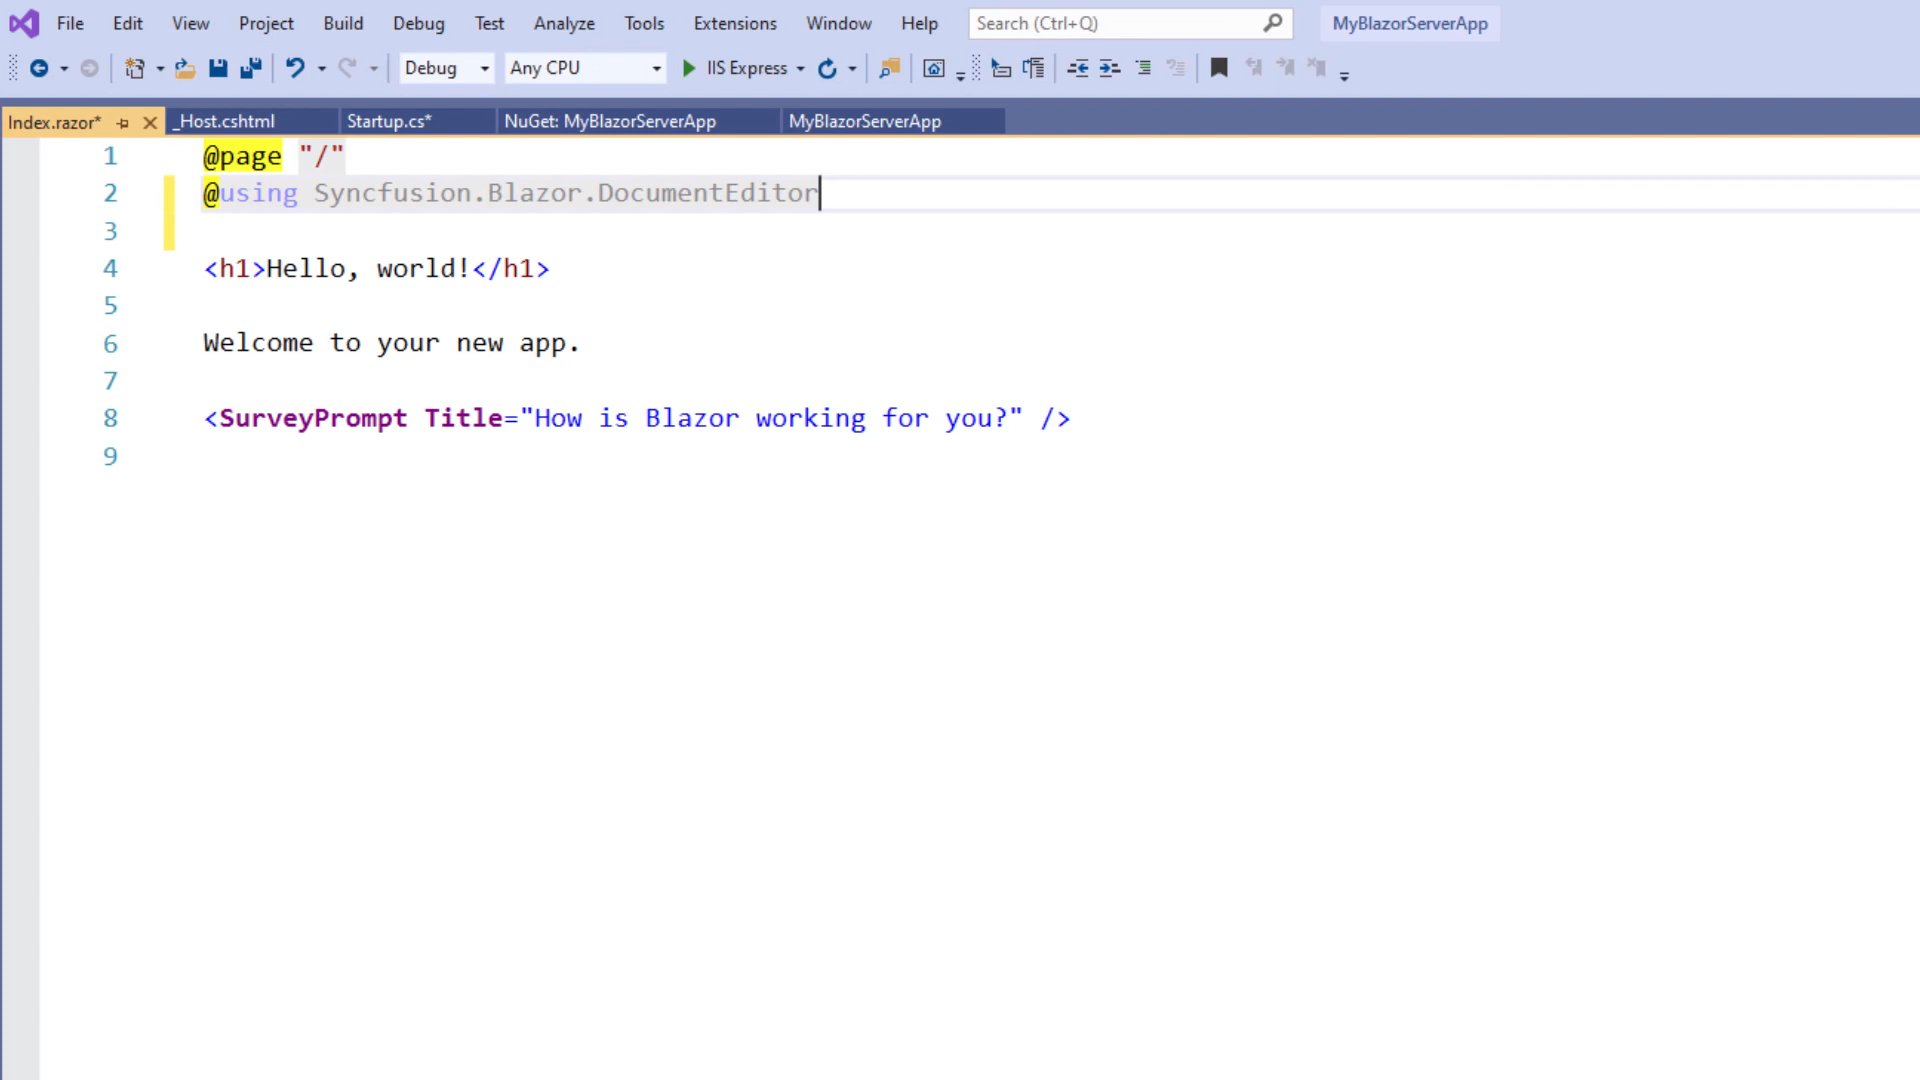 File Edit View Project Build Debug Test Analyze Tools Extensions Window Help Search (Ctrl+Q) MyBlazorServerApp
Debug Any CPU IIS Express
Index.razor* _Host.cshtml Startup.cs* NuGet: MyBlazorServerApp MyBlazorServerApp
1 @page "/"
2 @using Syncfusion.Blazor.DocumentEditor
3
4 <h1>Hello, world!</h1>
5
6 Welcome to your new app.
7
8 <SurveyPrompt Title="How is Blazor working for you?" />
9